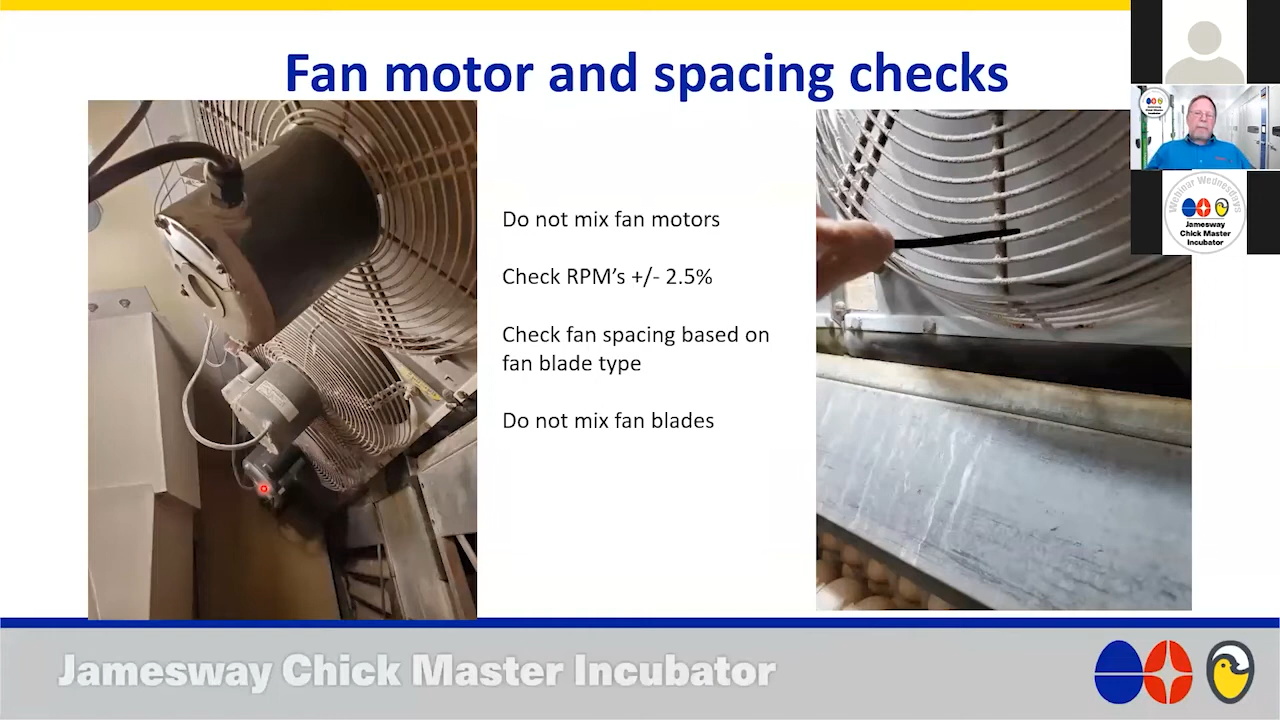 Fan motor and spacing checks
Do not mix fan motors
Check RPM’s +/- 2.5%
Check fan spacing based on
fan blade type
Do not mix fan blades
Webinar Wednesdays
Jamesway
Chick Master
Incubator
Jamesway Chick Master Incubator